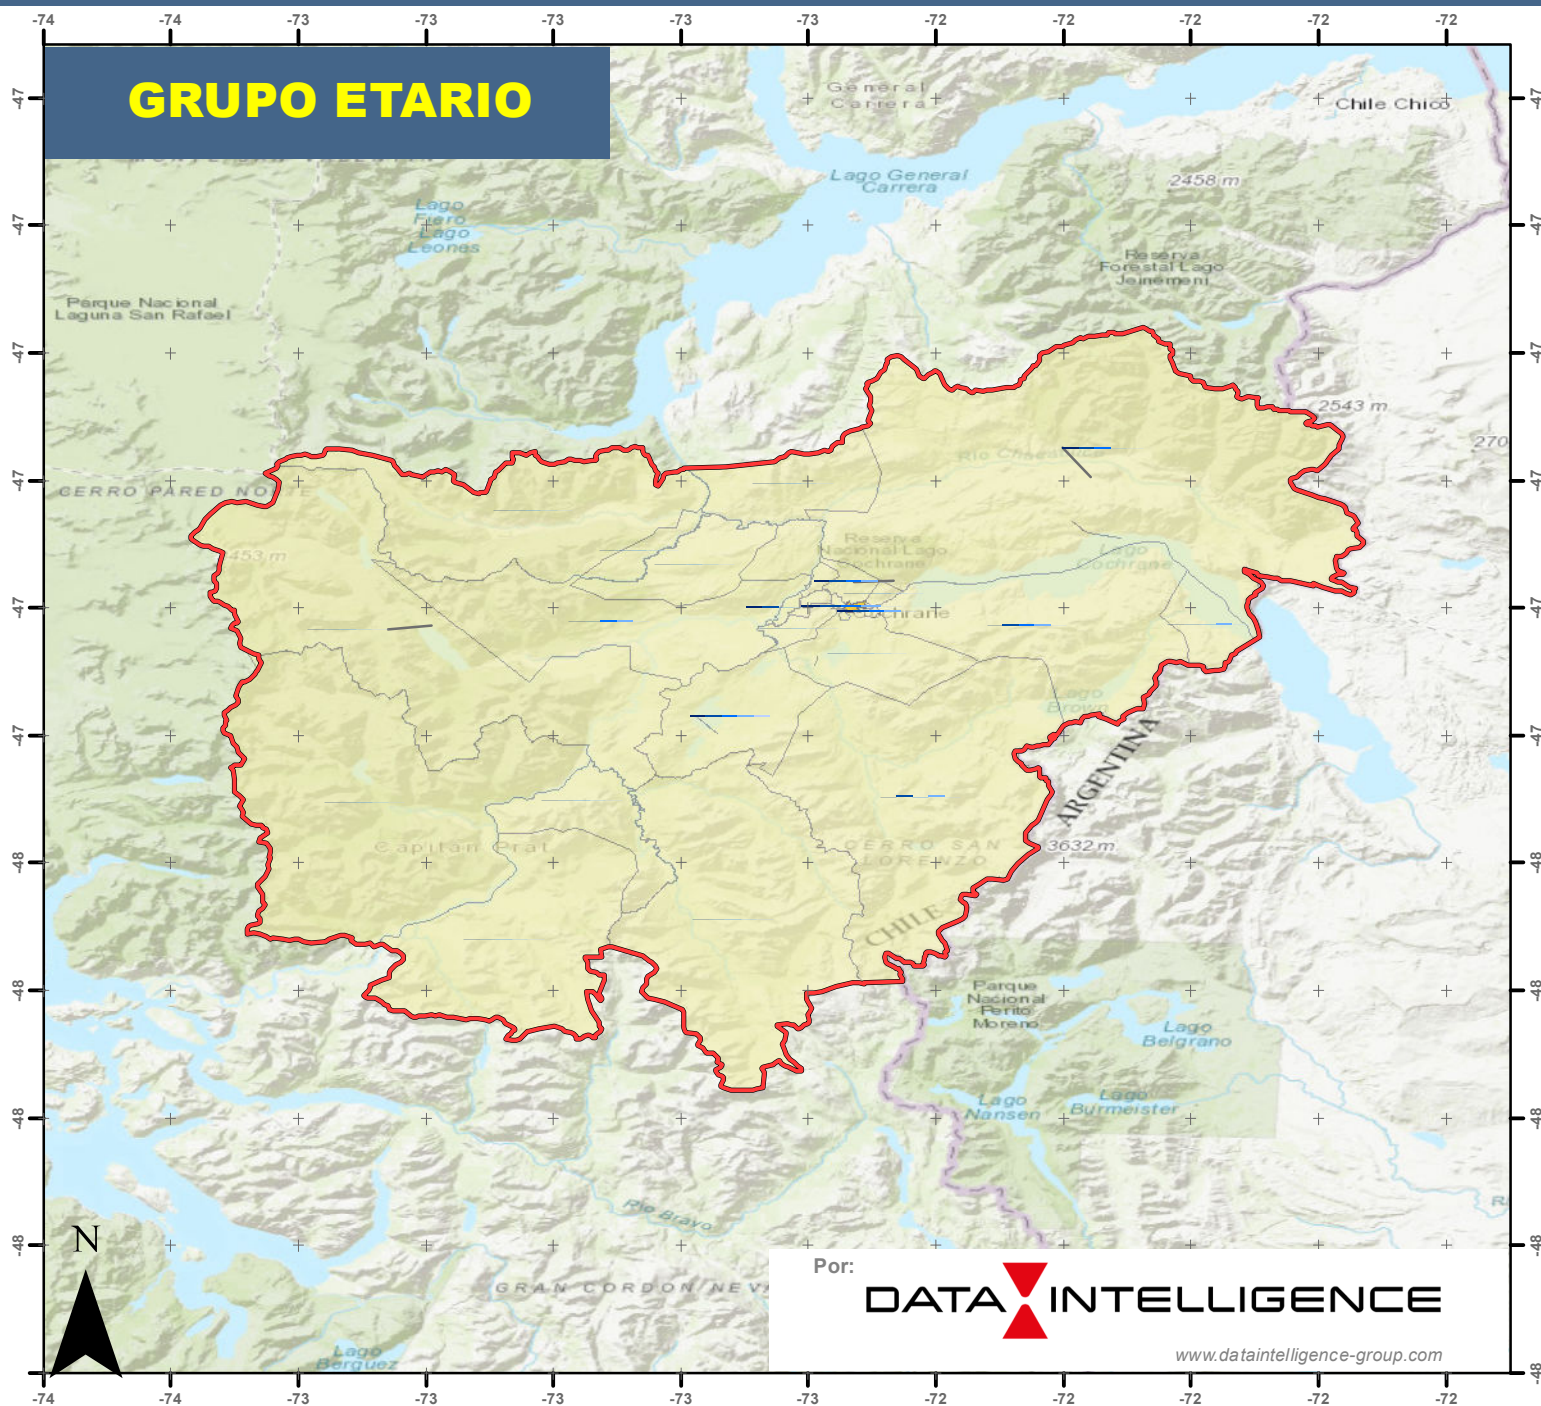 -74 -74 -73 -73 -73 -73 -73 -72 -72 -72 -72 -72
GRUPO ETARIO
General
Carrera
Chile Chico
Lago General
Carrera
2458 m
Lago
Fiero
Lago
Leones
Reserva
Forestal Lago
Jeinemeni
Parque Nacional
Laguna San Rafael
2543 m
270
CERRO PARED NORTE
453 m
Reserva
Nacional Lago
Cochrane
Lago
Cochrane
Cochrane
Lago
Brown
ARGENTINA
Capitán Prat
CERRO SAN
LORENZO
3632 m
CHILE
Parque
Nacional
Perito
Moreno
Lago
Belgrano
Lago
Nansen
Lago
Burmeister
Río Bravo
N
GRAN CORDON NEV
Lago
Berguez
Por:
DATA INTELLIGENCE
www.dataintelligence-group.com
-74 -74 -73 -73 -73 -73 -73 -72 -72 -72 -72 -72